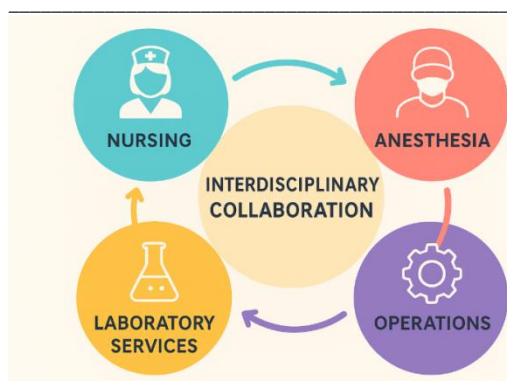 NURSING
ANESTHESIA
INTERDISCIPLINARY
COLLABORATION
LABORATORY
SERVICES
OPERATIONS